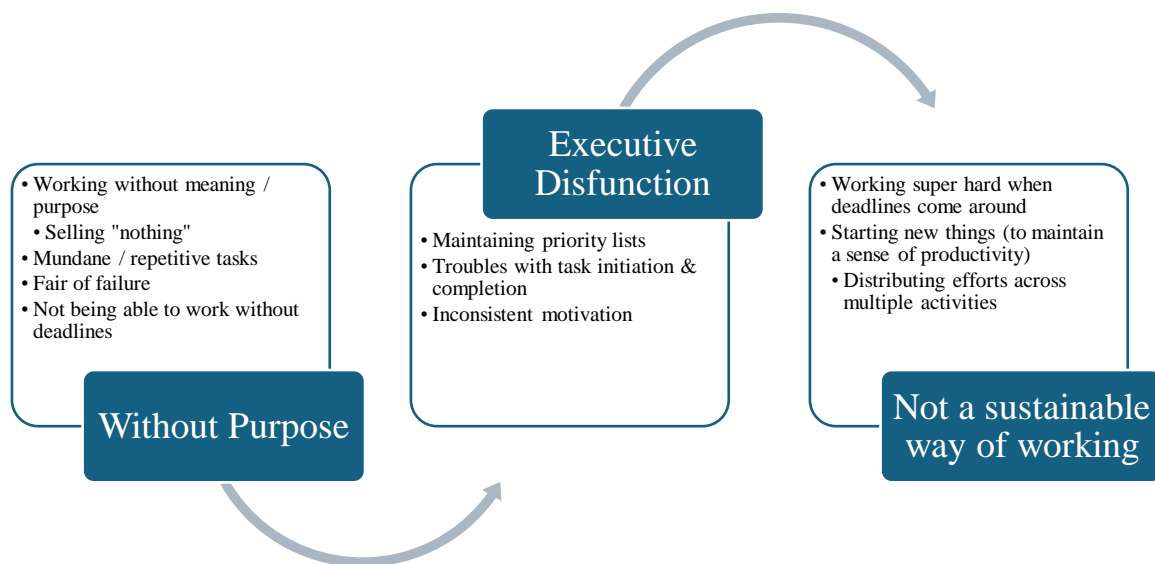 • Working without meaning /
purpose
• Selling "nothing"
• Mundane / repetitive tasks
• Fair of failure
• Not being able to work without
deadlines
Without Purpose
Executive
Disfunction
• Maintaining priority lists
• Troubles with task initiation &
completion
• Inconsistent motivation
• Working super hard when
deadlines come around
• Starting new things (to maintain
a sense of productivity)
• Distributing efforts across
multiple activities
Not a sustainable
way of working